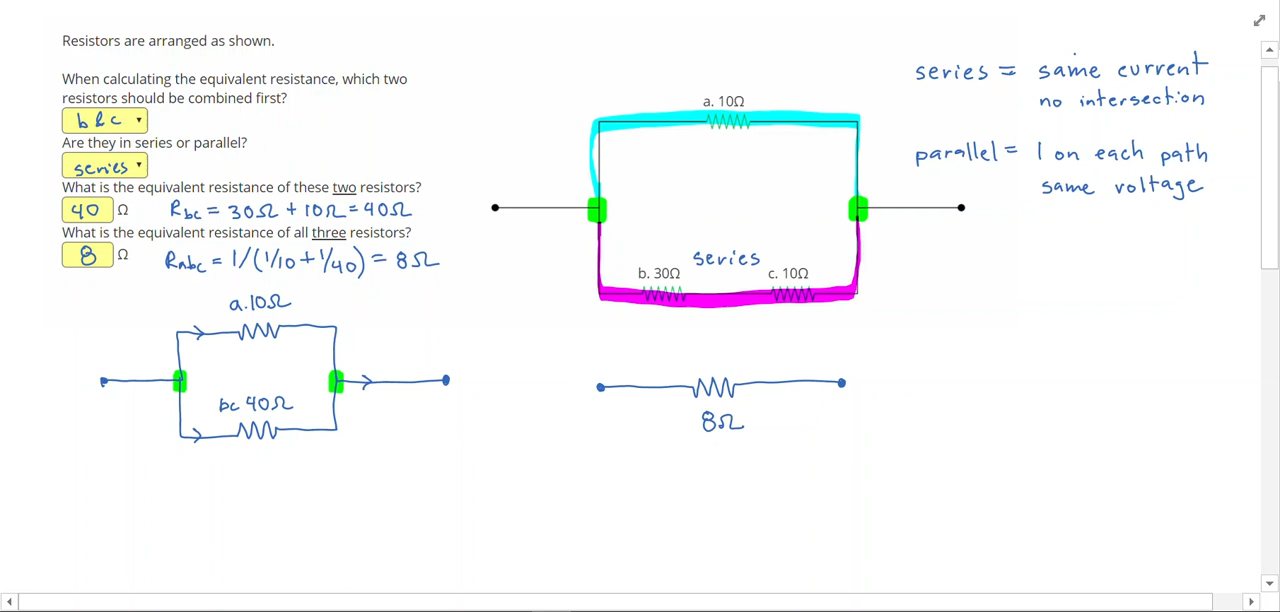 Resistors are arranged as shown.
When calculating the equivalent resistance, which two
resistors should be combined first?
b & c
Are they in series or parallel?
series
What is the equivalent resistance of these two resistors?
40 Ω Rbc = 30Ω + 10Ω = 40Ω
What is the equivalent resistance of all three resistors?
8 Ω Rabc = 1/(1/10 + 1/40) = 8Ω
a. 10Ω
bc 40Ω
a. 10Ω
series
b. 30Ω c. 10Ω
8Ω
series = same current
no intersection
parallel = 1 on each path
same voltage